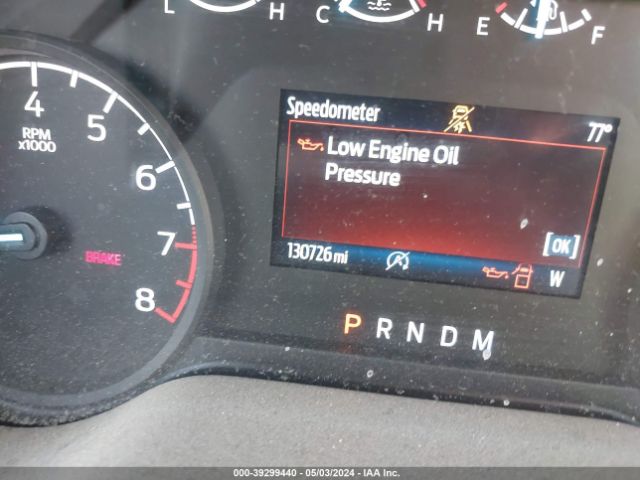 L H C H E F
4
5
6
7
8
RPM
x1000
BRAKE
Speedometer
77°
Low Engine Oil
Pressure
[OK]
130726 mi
W
P R N D M
000-39299440 - 05/03/2024 - IAA Inc.